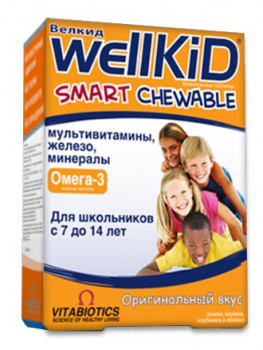 Велкид
WellKiD
SMART CHEWABLE
мультивитамины,
железо,
минералы
Омега-3
Для школьников
с 7 до 14 лет
Оригинальный вкус
VITABIOTICS
SCIENCE OF HEALTHY LIVING